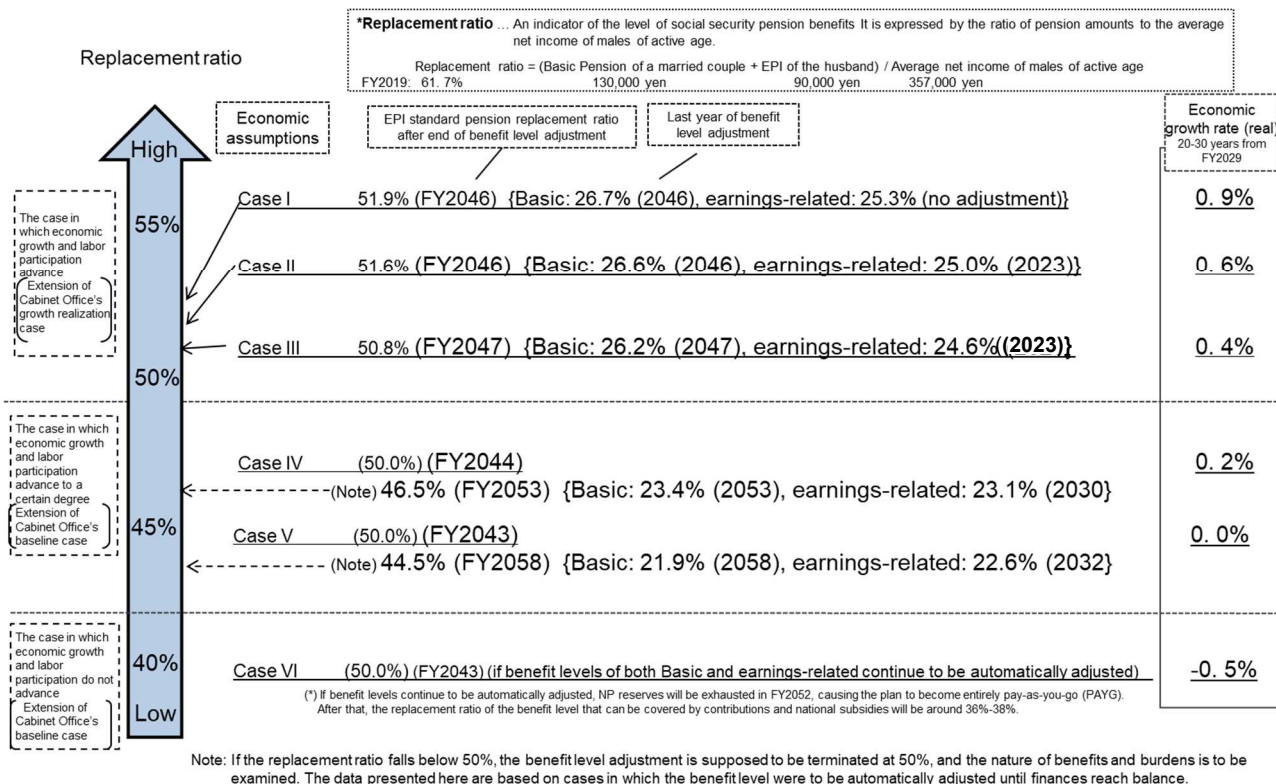 *Replacement ratio … An indicator of the level of social security pension benefits It is expressed by the ratio of pension amounts to the average
net income of males of active age.
Replacement ratio = (Basic Pension of a married couple + EPI of the husband) / Average net income of males of active age
FY2019: 61. 7% 130,000 yen 90,000 yen 357,000 yen
Replacement ratio
Economic
assumptions
EPI standard pension replacement ratio
after end of benefit level adjustment
Last year of benefit
level adjustment
Economic
growth rate (real)
20-30 years from
FY2029
High
55%
50%
45%
40%
Low
The case in
which economic
growth and labor
participation
advance
Extension of
Cabinet Office's
growth realization
case
Case I 51.9% (FY2046) {Basic: 26.7% (2046), earnings-related: 25.3% (no adjustment)} 0. 9%
Case II 51.6% (FY2046) {Basic: 26.6% (2046), earnings-related: 25.0% (2023)} 0. 6%
Case III 50.8% (FY2047) {Basic: 26.2% (2047), earnings-related: 24.6%((2023)} 0. 4%
The case in which
economic growth
and labor
participation
advance to a
certain degree
Extension of
Cabinet Office's
baseline case
Case IV (50.0%) (FY2044) 0. 2%
(Note) 46.5% (FY2053) {Basic: 23.4% (2053), earnings-related: 23.1% (2030}
Case V (50.0%) (FY2043) 0. 0%
(Note) 44.5% (FY2058) {Basic: 21.9% (2058), earnings-related: 22.6% (2032}
The case in which
economic growth
and labor
participation do not
advance
Extension of
Cabinet Office's
baseline case
Case VI (50.0%) (FY2043) (if benefit levels of both Basic and earnings-related continue to be automatically adjusted) -0. 5%
(*) If benefit levels continue to be automatically adjusted, NP reserves will be exhausted in FY2052, causing the plan to become entirely pay-as-you-go (PAYG).
After that, the replacement ratio of the benefit level that can be covered by contributions and national subsidies will be around 36%-38%.
Note: If the replacement ratio falls below 50%, the benefit level adjustment is supposed to be terminated at 50%, and the nature of benefits and burdens is to be
examined. The data presented here are based on cases in which the benefit level were to be automatically adjusted until finances reach balance.